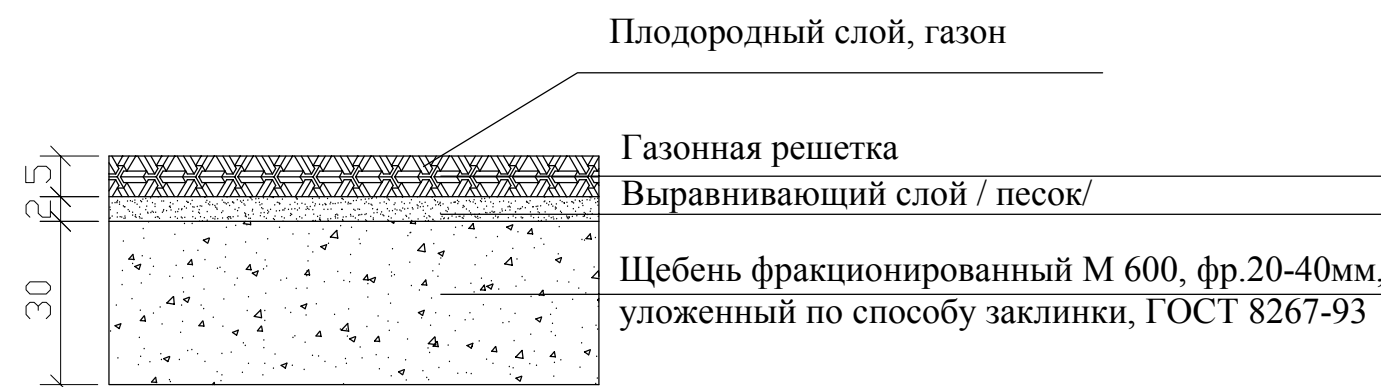 Плодородный слой, газон
Газонная решетка
Выравнивающий слой / песок/
Щебень фракционированный М 600, фр.20-40мм,
уложенный по способу заклинки, ГОСТ 8267-93
5
2
30